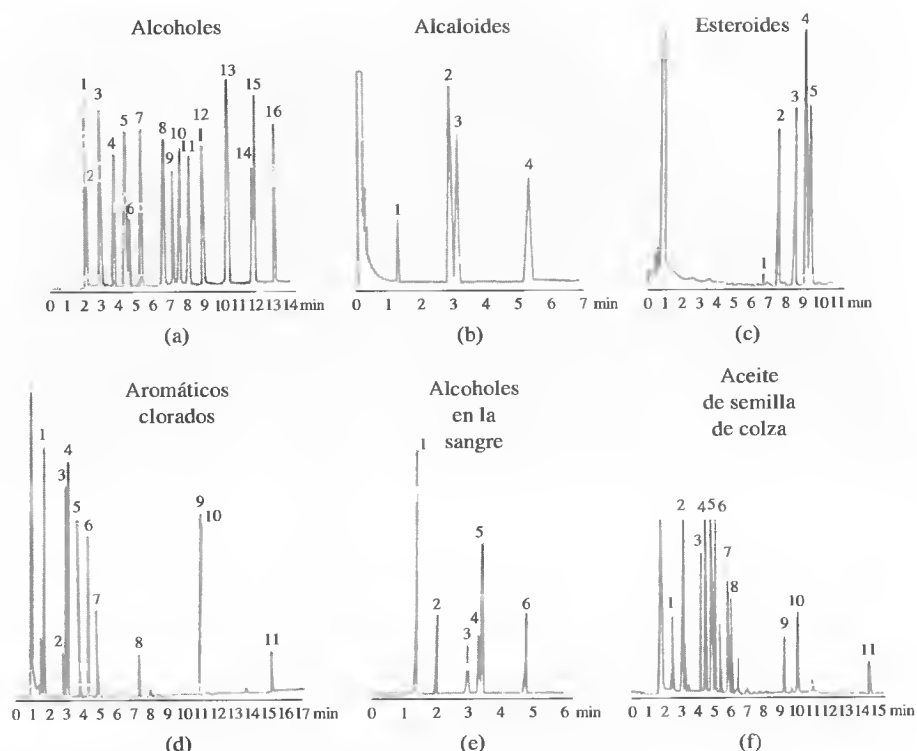 Alcoholes
1
2
3
4
5
6
7
8
9
10
11
12
13
14
15
16
0 1 2 3 4 5 6 7 8 9 10 11 12 13 14 min
(a)
Alcaloides
1
2
3
4
0 1 2 3 4 5 6 7 min
(b)
Esteroides
1
2
3
4
5
0 1 2 3 4 5 6 7 8 9 10 11 min
(c)
Aromáticos
clorados
1
2
3
4
5
6
7
8
9
10
11
0 1 2 3 4 5 6 7 8 9 10 11 12 13 14 15 16 17 min
(d)
Alcoholes
en la
sangre
1
2
3
4
5
6
0 1 2 3 4 5 6 min
(e)
Aceite
de semilla
de colza
1
2
3
4
5
6
7
8
9
10
11
0 1 2 3 4 5 6 7 8 9 10 11 12 13 14 15 min
(f)